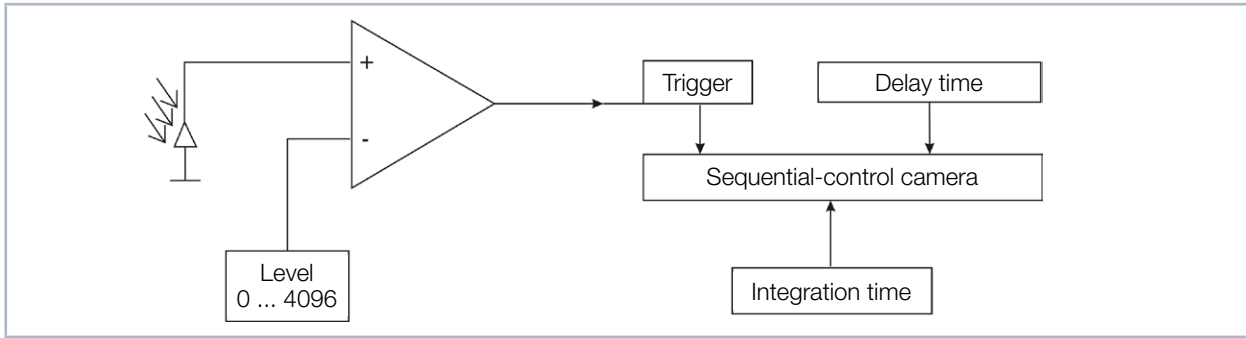 +
-
Trigger
Delay time
Sequential-control camera
Level
0 ... 4096
Integration time